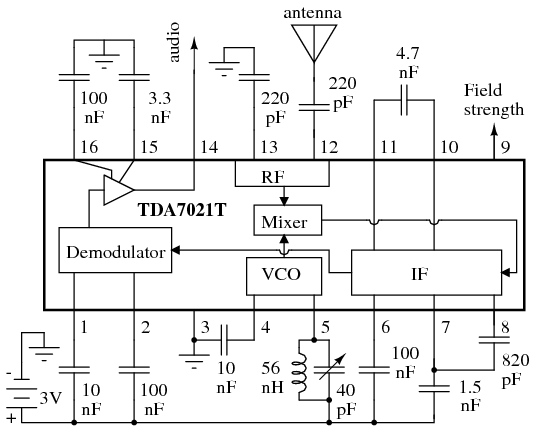 antenna
audio
4.7
nF
100
nF
3.3
nF
220
pF
220
pF
Field
strength
16
15
14
13
12
11
10
9
RF
TDA7021T
Mixer
Demodulator
VCO
IF
1
2
3
4
5
6
7
8
-
3V
+
10
nF
100
nF
10
nF
56
nH
40
pF
100
nF
1.5
nF
820
pF